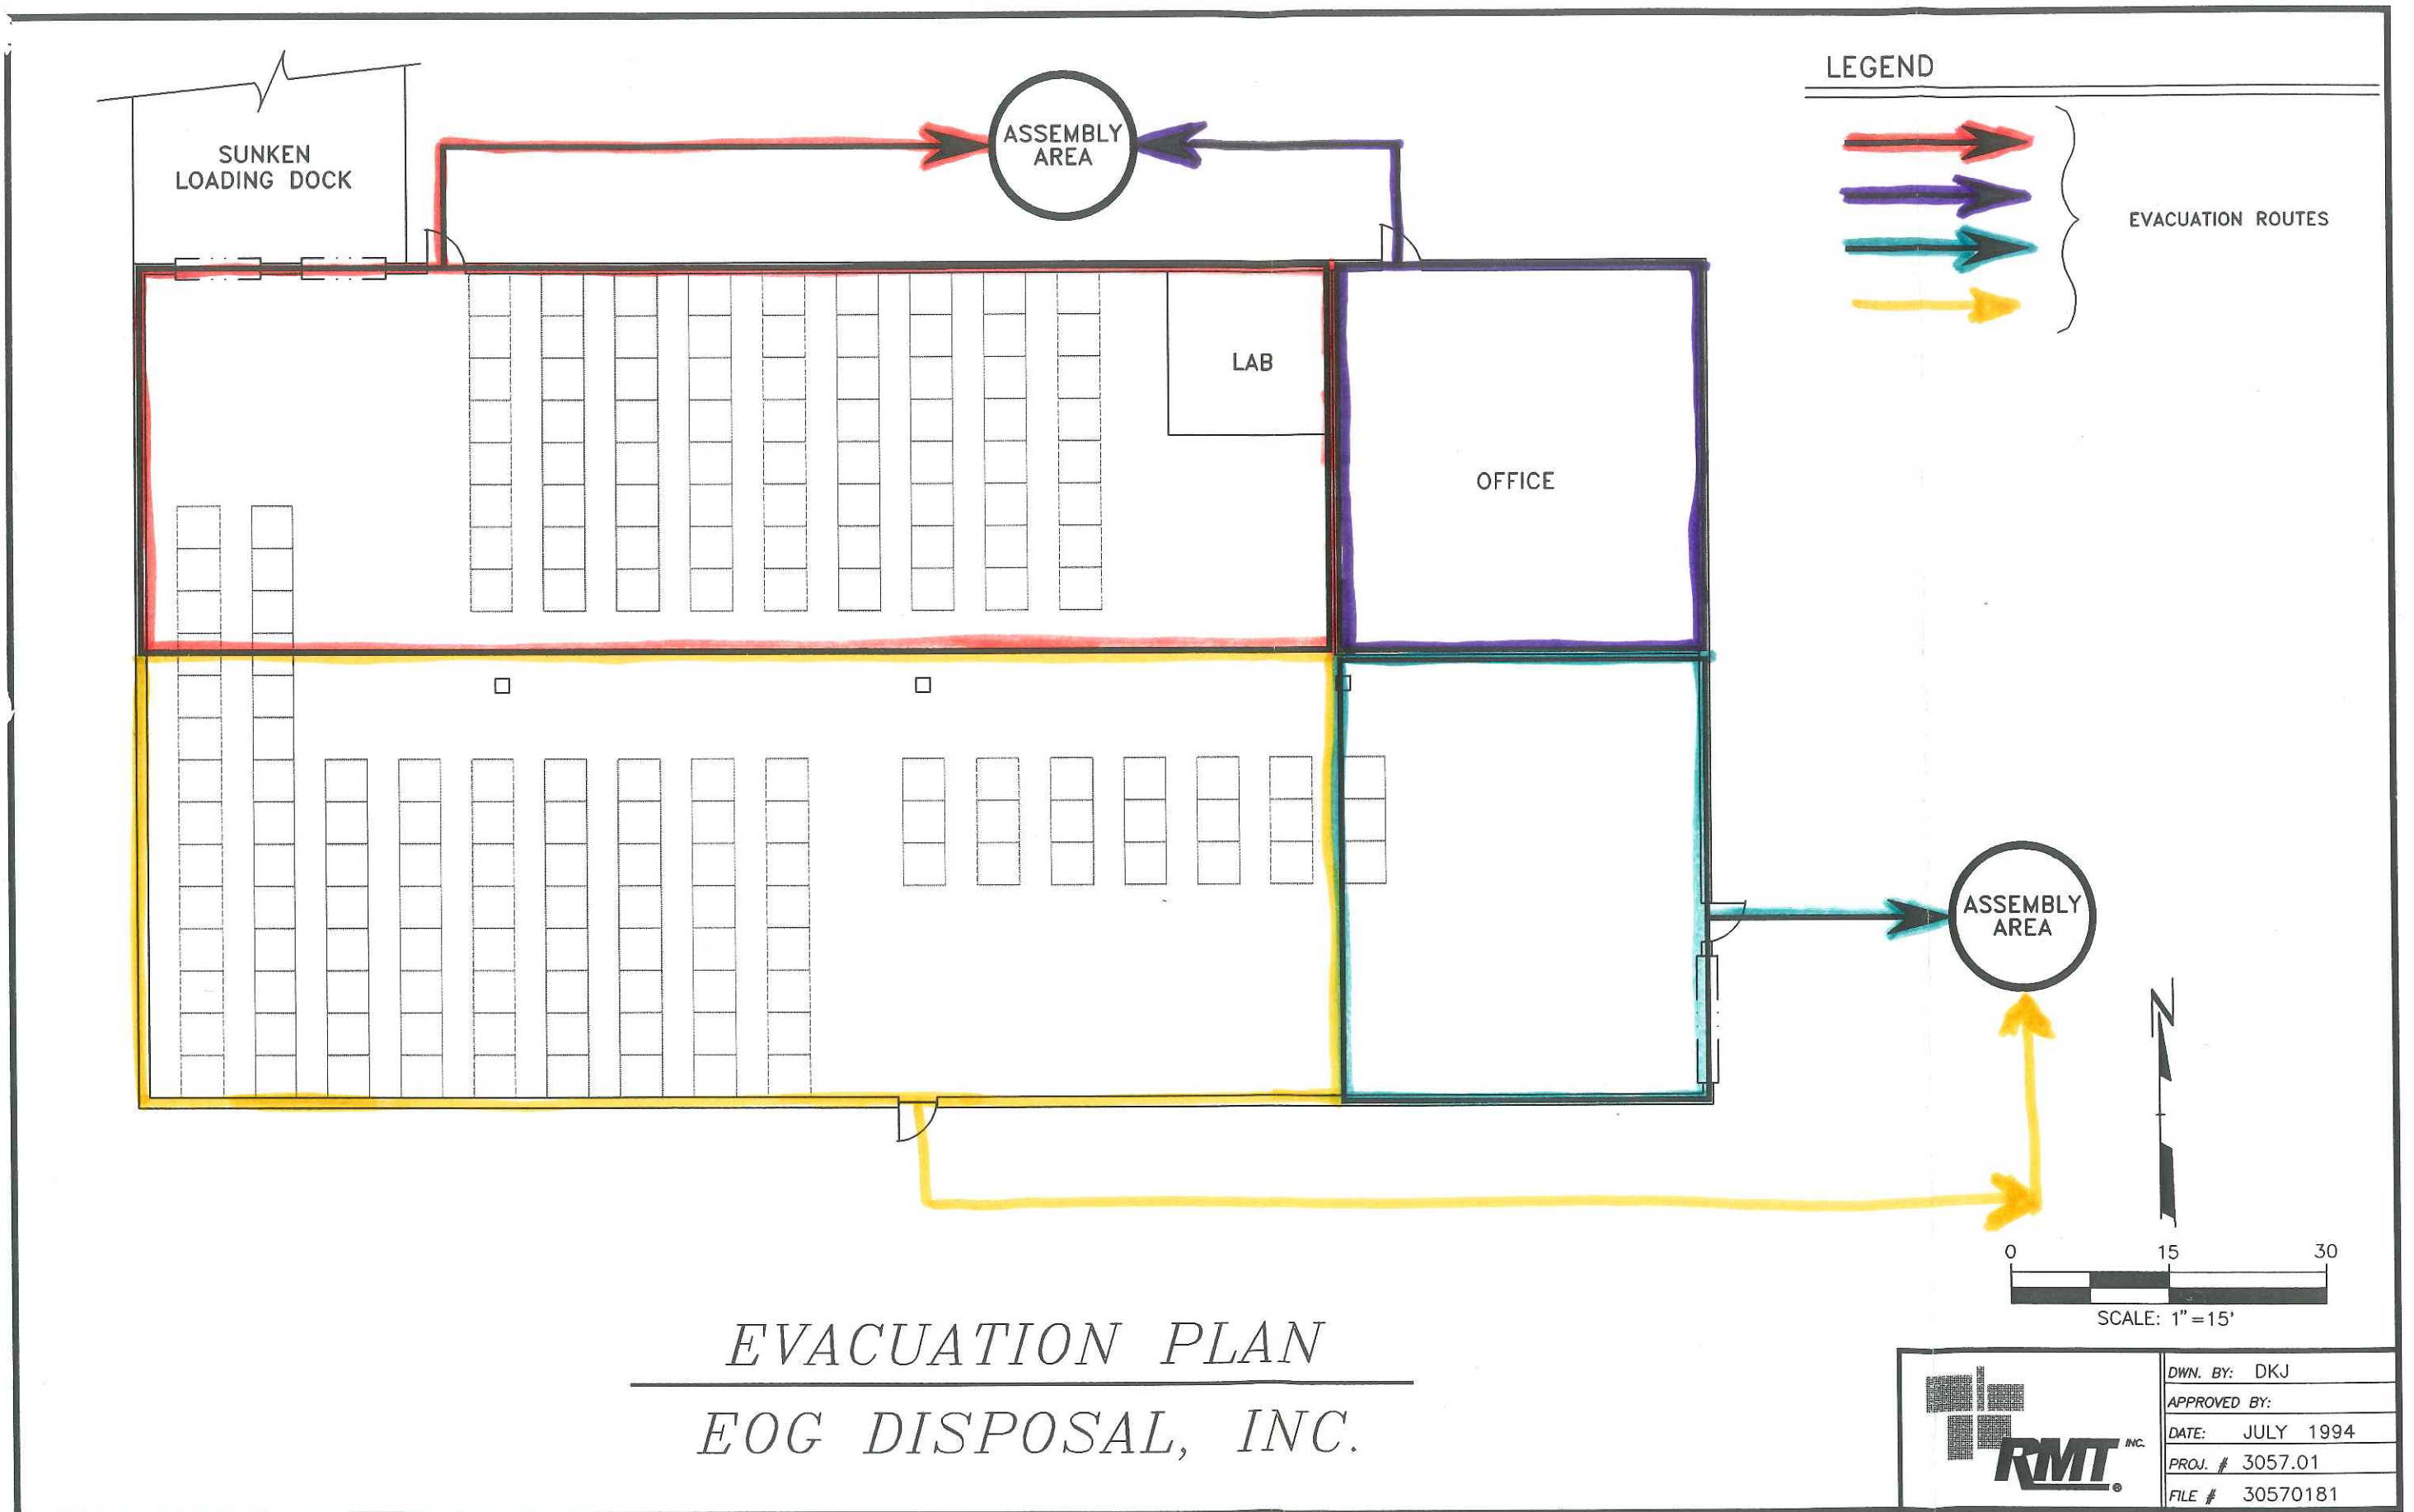 LEGEND
EVACUATION ROUTES
SUNKEN
LOADING DOCK
ASSEMBLY
AREA
LAB
OFFICE
ASSEMBLY
AREA
N
0 15 30
SCALE: 1"=15'
EVACUATION PLAN
EOG DISPOSAL, INC.
RMT INC.
®
DWN. BY: DKJ
APPROVED BY:
DATE: JULY 1994
PROJ. # 3057.01
FILE # 30570181